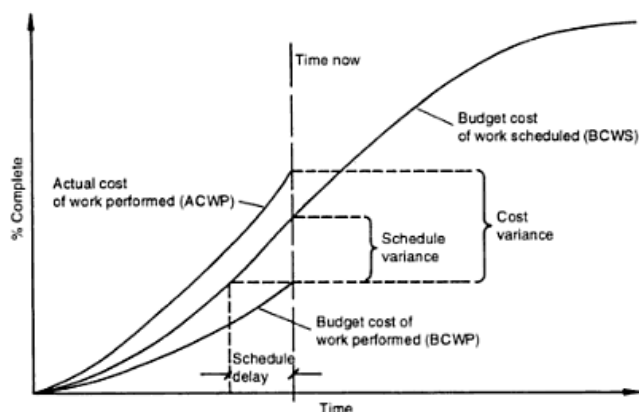 Time now
Budget cost
of work scheduled (BCWS)
Actual cost
of work performed (ACWP)
% Complete
Cost
variance
Schedule
variance
Budget cost of
work performed (BCWP)
Schedule
delay
Time